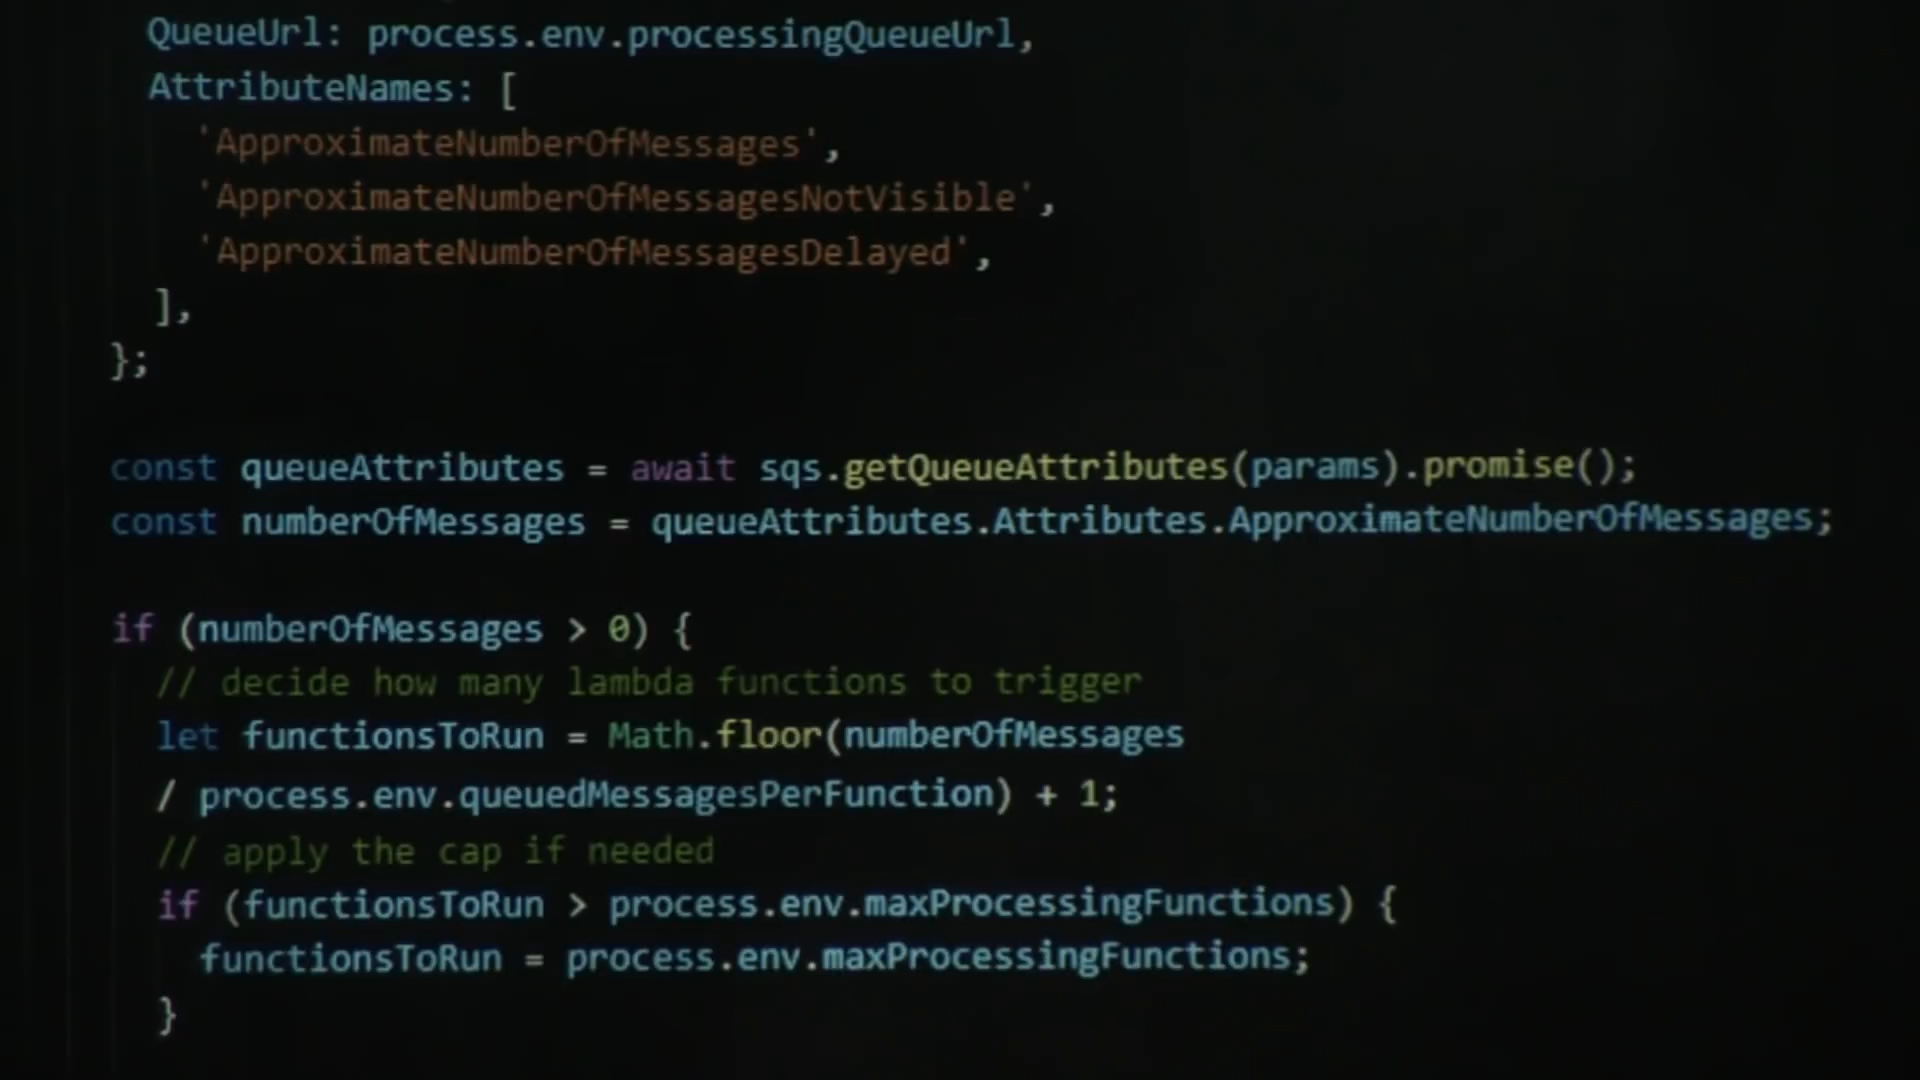 QueueUrl: process.env.processingQueueUrl,
AttributeNames: [
'ApproximateNumberOfMessages',
'ApproximateNumberOfMessagesNotVisible',
'ApproximateNumberOfMessagesDelayed',
],
};
const queueAttributes = await sqs.getQueueAttributes(params).promise();
const numberOfMessages = queueAttributes.Attributes.ApproximateNumberOfMessages;
if (numberOfMessages > 0) {
// decide how many lambda functions to trigger
let functionsToRun = Math.floor(numberOfMessages
/ process.env.queuedMessagesPerFunction) + 1;
// apply the cap if needed
if (functionsToRun > process.env.maxProcessingFunctions) {
functionsToRun = process.env.maxProcessingFunctions;
}